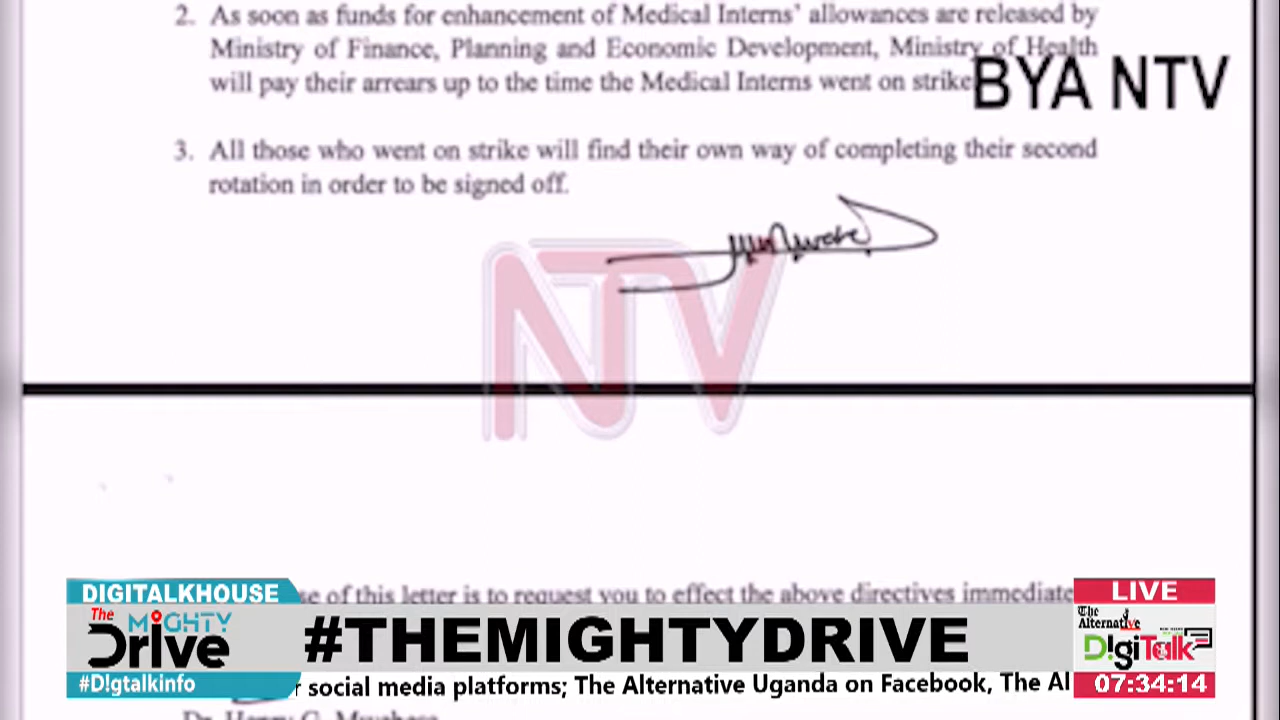 2. As soon as funds for enhancement of Medical Interns' allowances are released by
Ministry of Finance, Planning and Economic Development, Ministry of Health
will pay their arrears up to the time the Medical Interns went on strike
BYA NTV
3. All those who went on strike will find their own way of completing their second
rotation in order to be signed off.
NTV
of this letter is to request you to effect the above directives
DIGITALKHOUSE
The MIGHTY Drive
#D!gtalkinfo
#THEMIGHTYDRIVE
social media platforms; The Alternative Uganda on Facebook, The Al
LIVE
The Alternative
D!giTalk
07:34:14
Dr. Henry G.